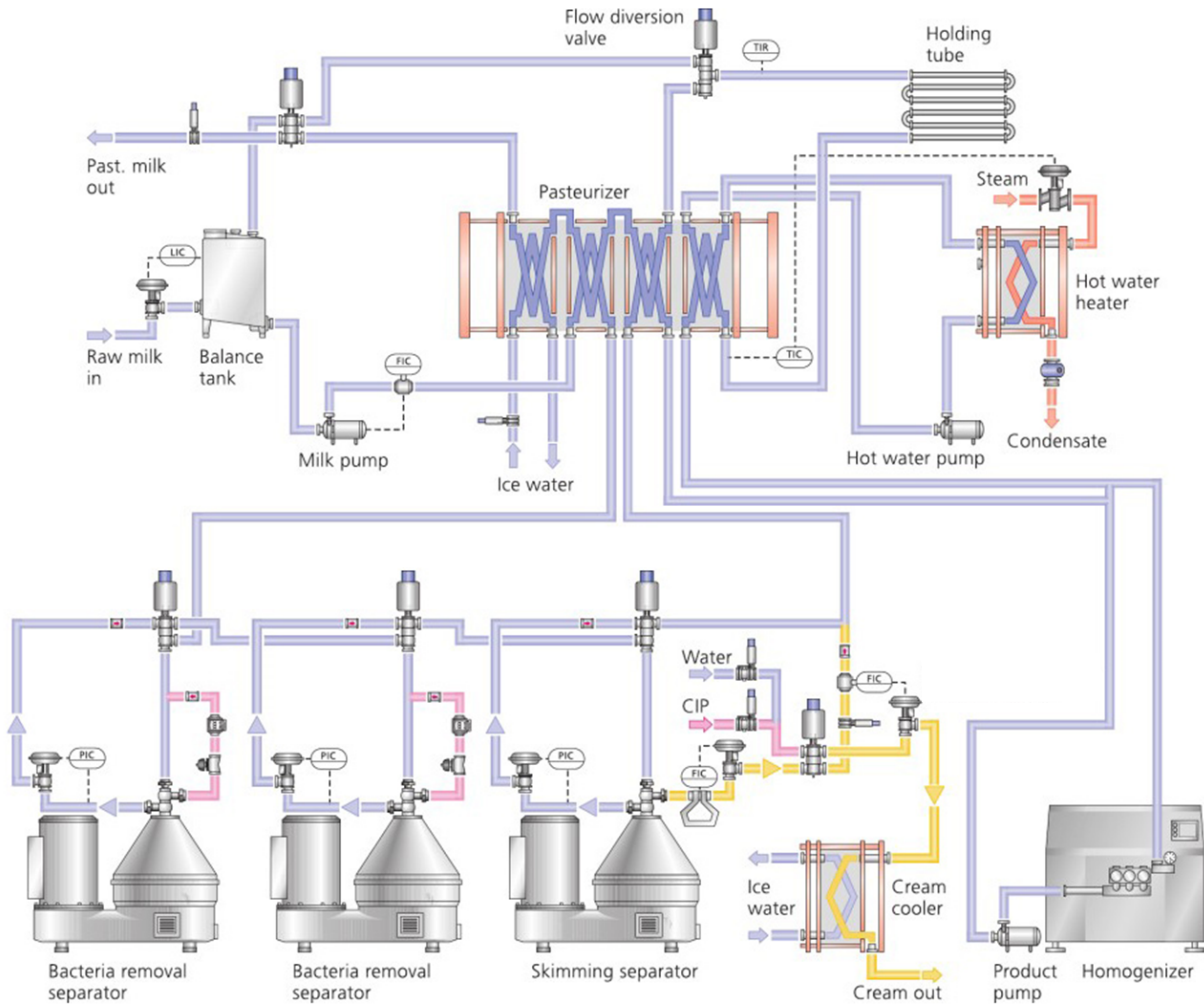 Flow diversion
valve
TIR
Holding
tube
Past. milk
out
Pasteurizer
Steam
LIC
Hot water
heater
Raw milk
in
Balance
tank
FIC
TIC
Milk pump
Ice water
Hot water pump
Condensate
Water
FIC
CIP
PIC
PIC
PIC
FIC
Ice
water
Cream
cooler
Bacteria removal
separator
Bacteria removal
separator
Skimming separator
Cream out
Product
pump
Homogenizer